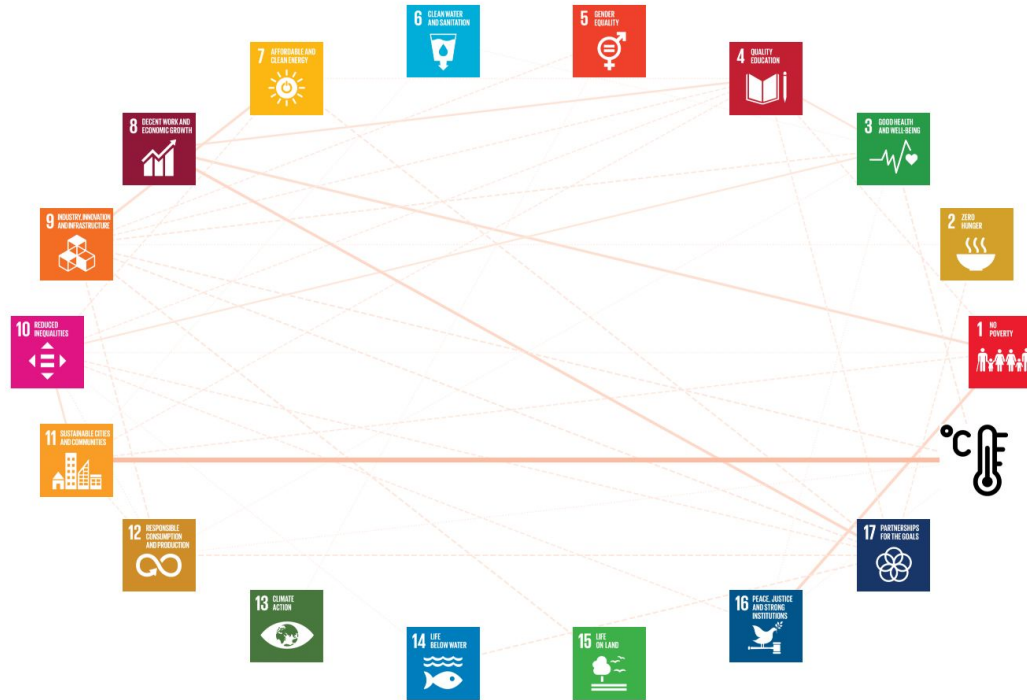 6 CLEAN WATER
AND SANITATION
5 GENDER
EQUALITY
7 AFFORDABLE AND
CLEAN ENERGY
4 QUALITY
EDUCATION
8 DECENT WORK AND
ECONOMIC GROWTH
3 GOOD HEALTH
AND WELL-BEING
9 INDUSTRY, INNOVATION
AND INFRASTRUCTURE
2 ZERO
HUNGER
10 REDUCED
INEQUALITIES
1 NO
POVERTY
11 SUSTAINABLE CITIES
AND COMMUNITIES
°C
12 RESPONSIBLE
CONSUMPTION
AND PRODUCTION
17 PARTNERSHIPS
FOR THE GOALS
13 CLIMATE
ACTION
16 PEACE, JUSTICE
AND STRONG
INSTITUTIONS
14 LIFE
BELOW WATER
15 LIFE
ON LAND